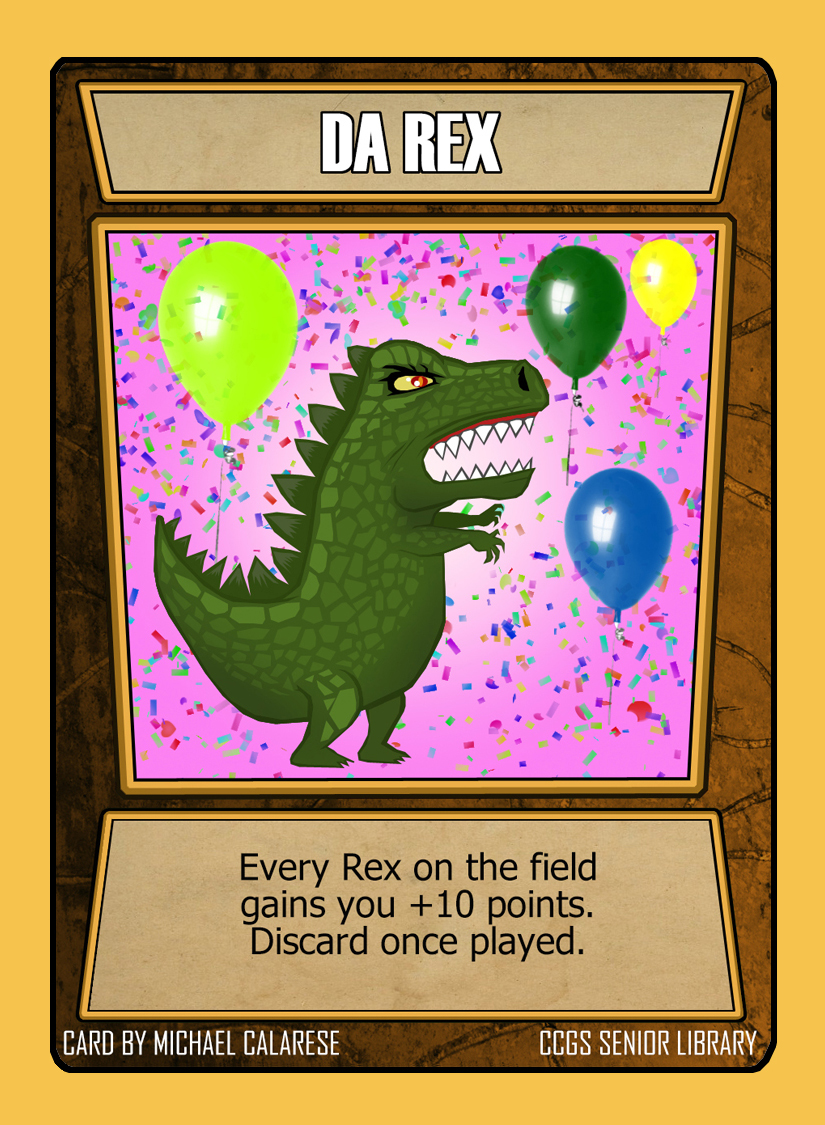 DA REX
Every Rex on the field
gains you +10 points.
Discard once played.
CARD BY MICHAEL CALARESE
CCGS SENIOR LIBRARY